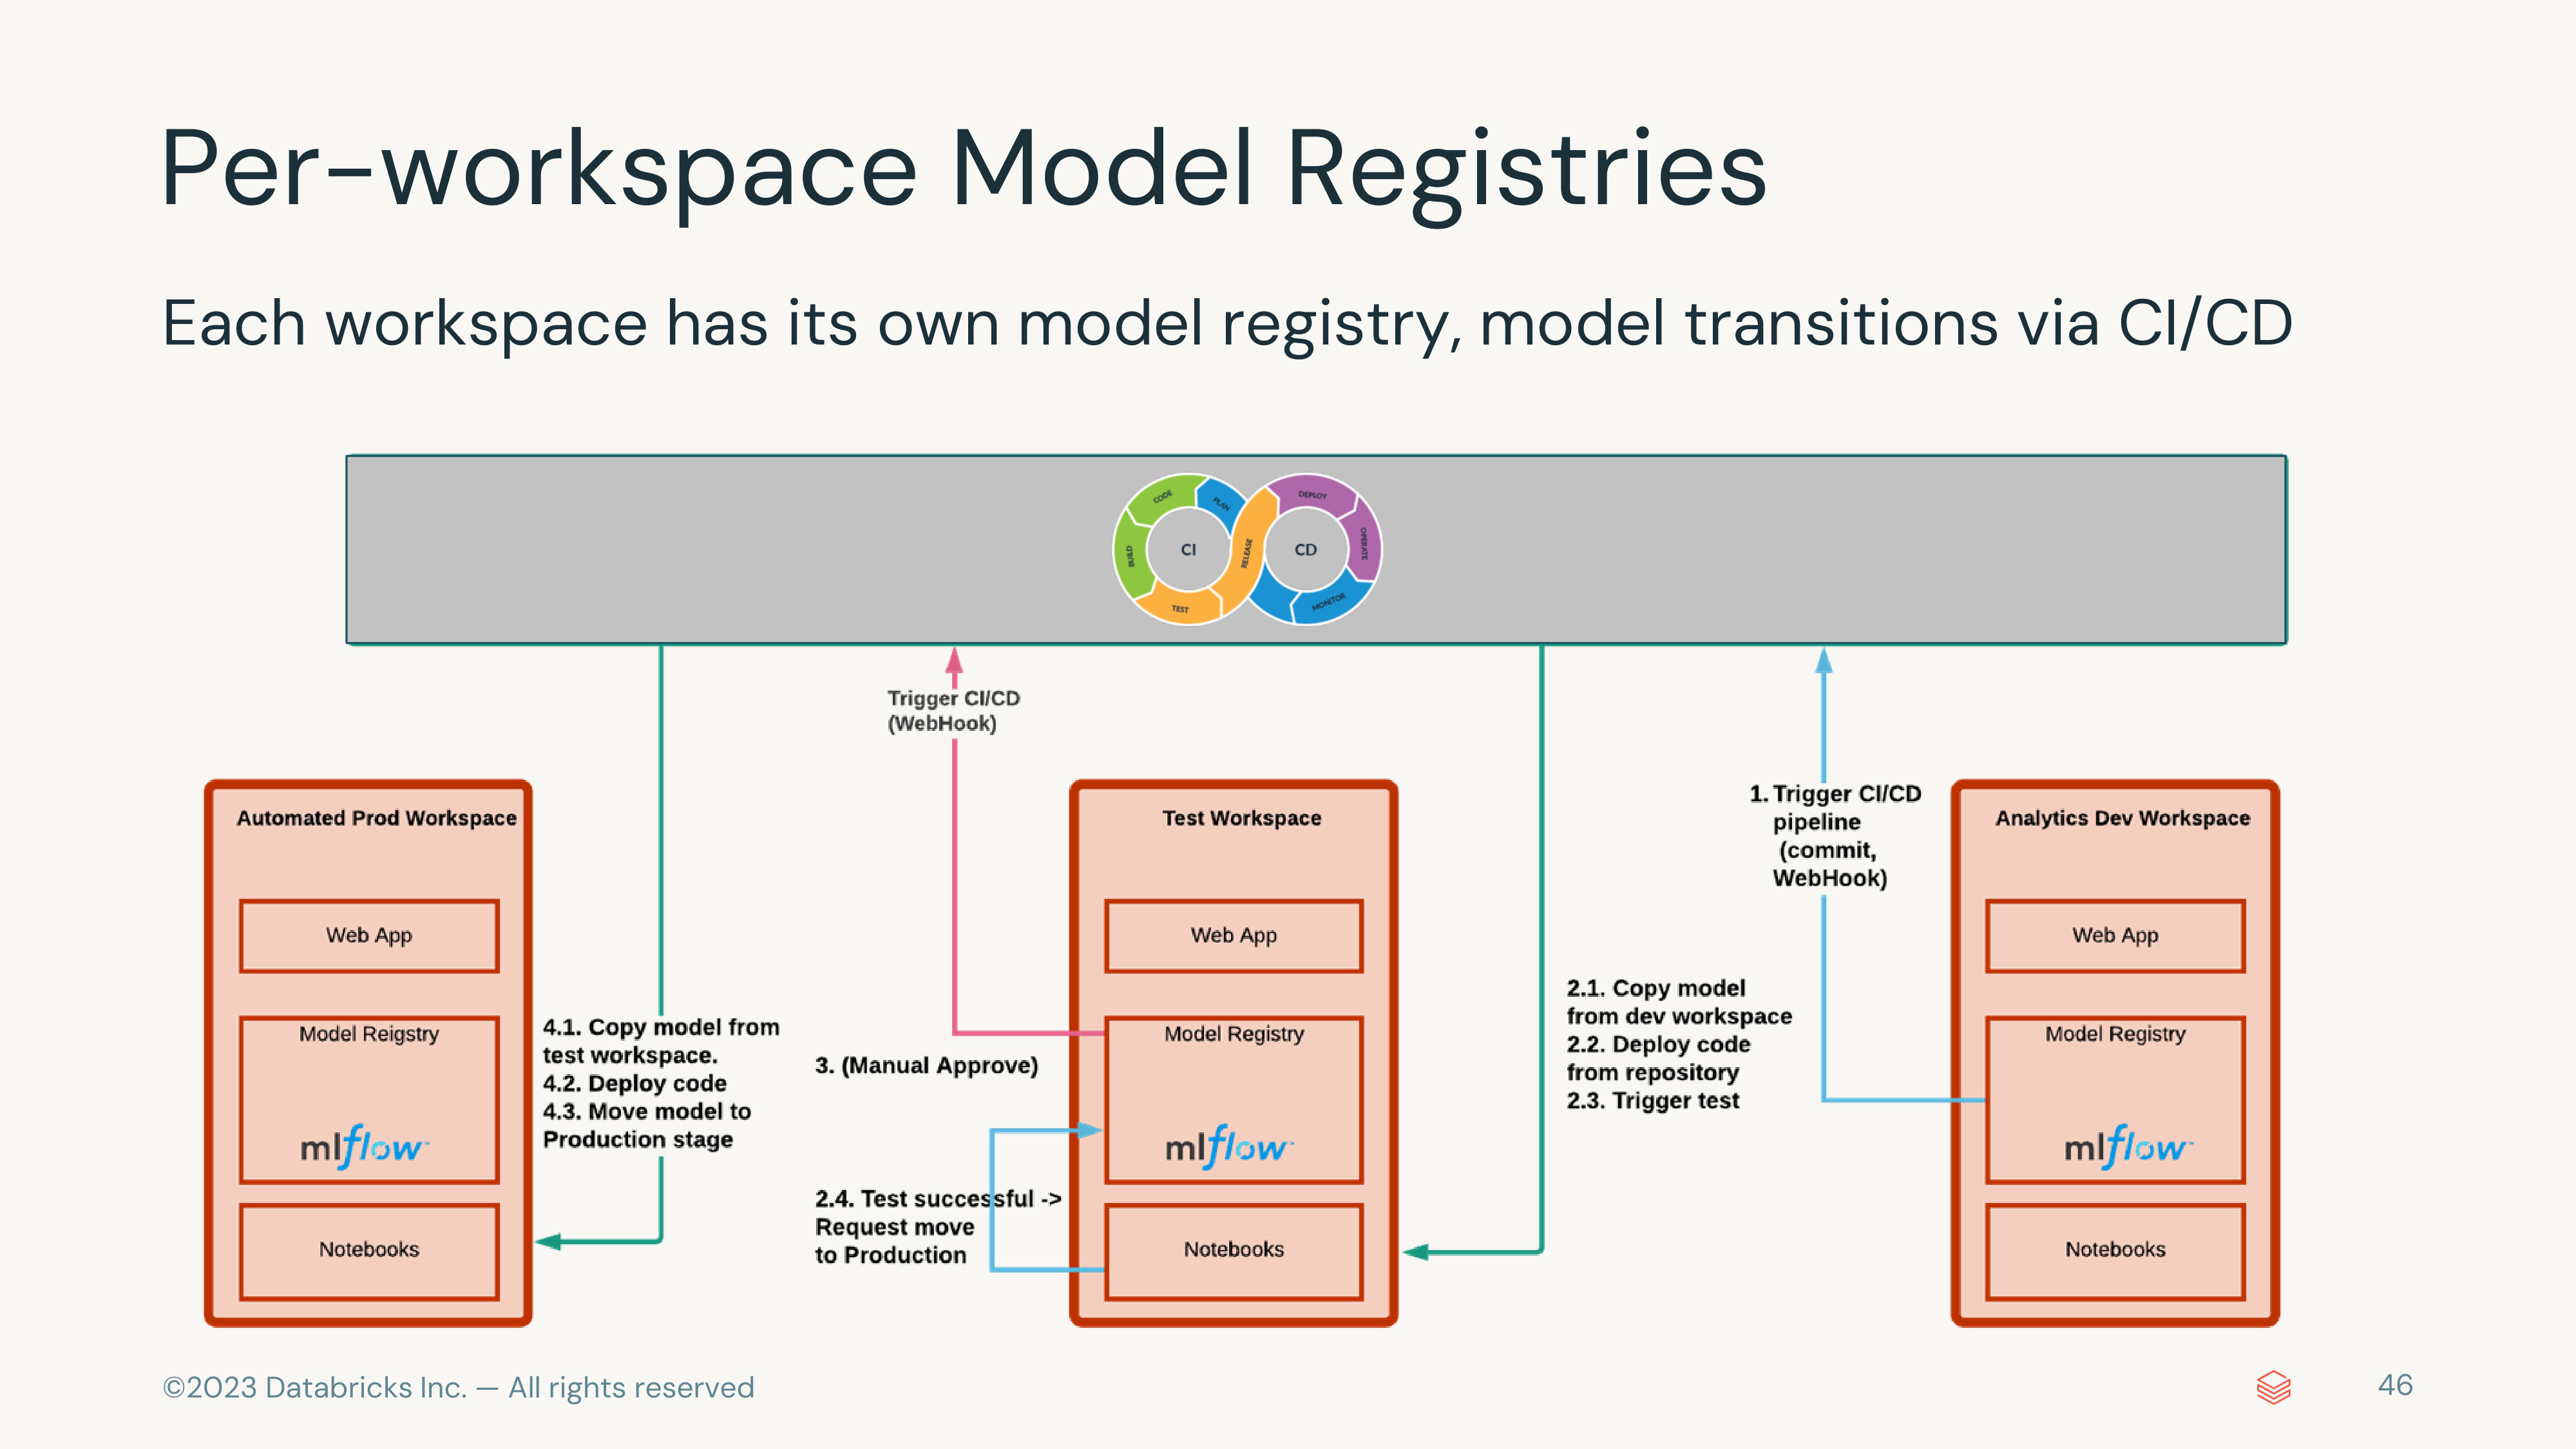 Per-workspace Model Registries
Each workspace has its own model registry, model transitions via CI/CD
CODE
PLAN
BUILD
CI
TEST
RELEASE
DEPLOY
CD
OPERATE
MONITOR
Trigger CI/CD
(WebHook)
Automated Prod Workspace
Web App
Model Reigstry
mlflow™
Notebooks
4.1. Copy model from
test workspace.
4.2. Deploy code
4.3. Move model to
Production stage
3. (Manual Approve)
2.4. Test successful ->
Request move
to Production
Test Workspace
Web App
Model Registry
mlflow™
Notebooks
2.1. Copy model
from dev workspace
2.2. Deploy code
from repository
2.3. Trigger test
1. Trigger CI/CD
pipeline
(commit,
WebHook)
Analytics Dev Workspace
Web App
Model Registry
mlflow™
Notebooks
©2023 Databricks Inc. — All rights reserved
46